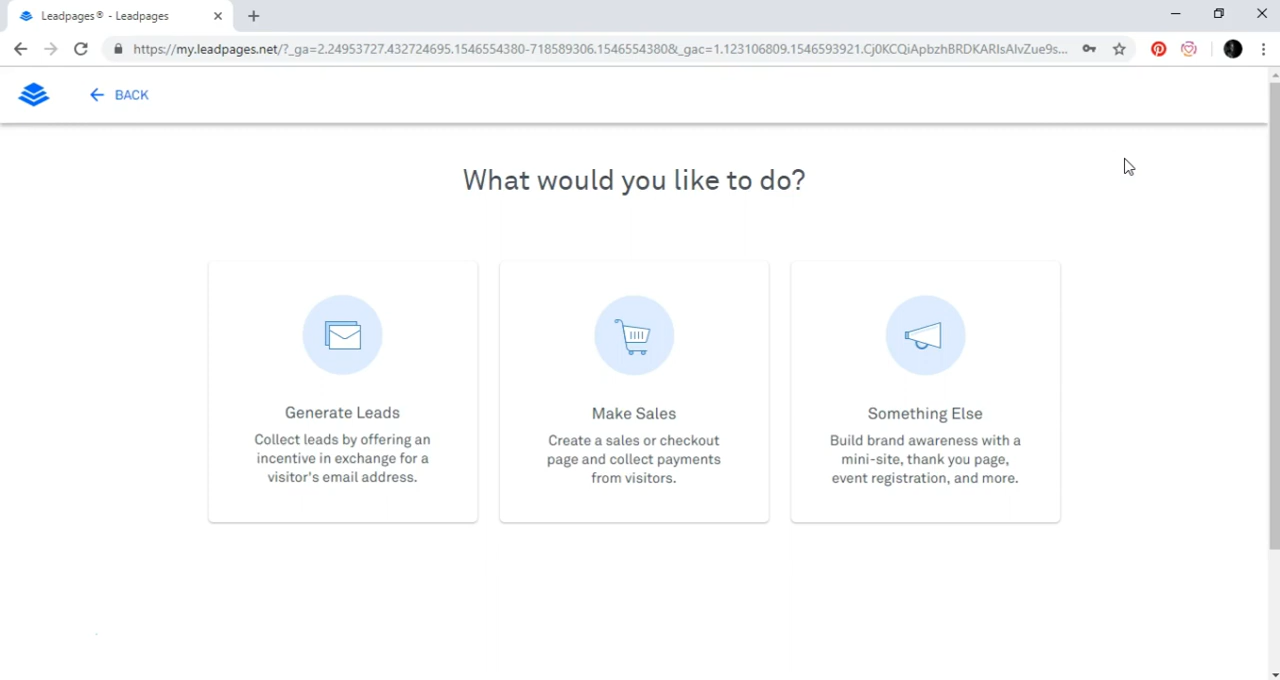 Leadpages® - Leadpages
https://my.leadpages.net/?_ga=2.24953727.432724695.1546554380-718589306.1546554380&_gac=1.123106809.1546593921.Cj0KCQiApbzhBRDKARIsAIvZue9s...
BACK
What would you like to do?
Generate Leads
Collect leads by offering an
incentive in exchange for a
visitor's email address.
Make Sales
Create a sales or checkout
page and collect payments
from visitors.
Something Else
Build brand awareness with a
mini-site, thank you page,
event registration, and more.